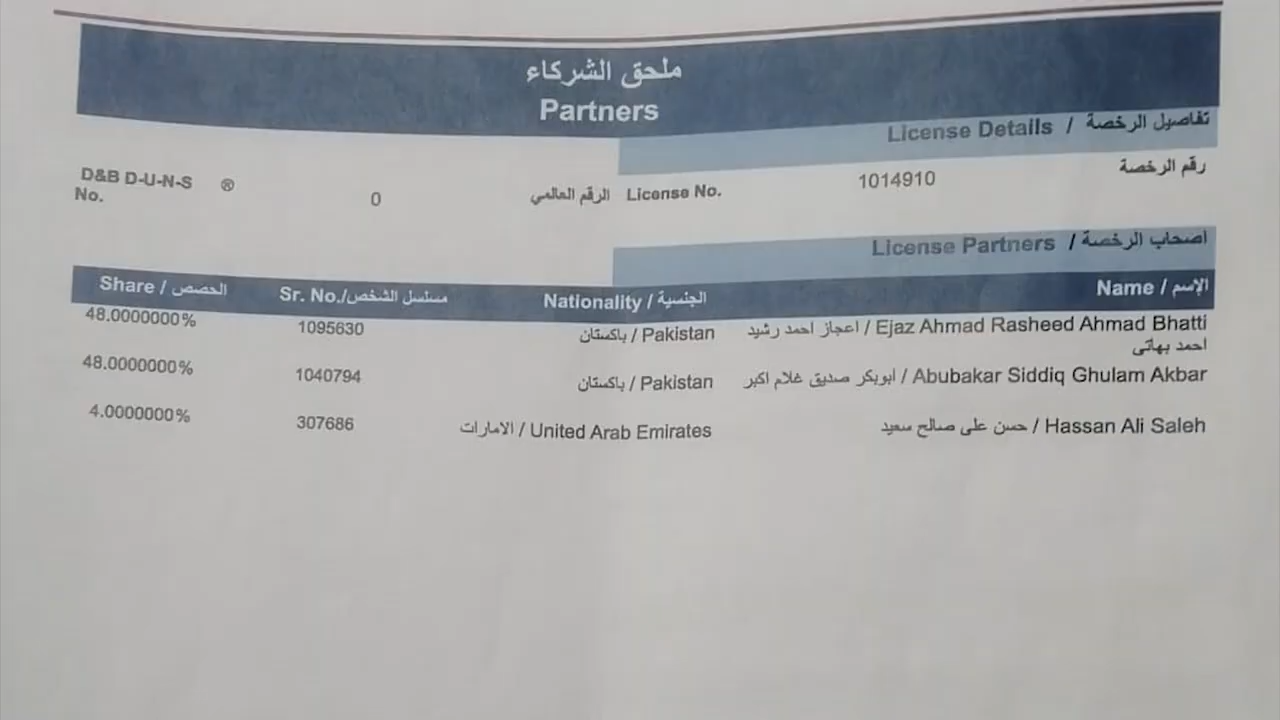 ملحق الشركاء
Partners
License Details / تفاصيل الرخصة
D&B D-U-N-S ® No. 0 الرقم العالمي License No. 1014910 رقم الرخصة
License Partners / أصحاب الرخصة
Share / الحصص Sr. No./مسلسل الشخص Nationality / الجنسية Name / الإسم
48.0000000% 1095630 باكستان / Pakistan اعجاز احمد رشيد / Ejaz Ahmad Rasheed Ahmad Bhatti
احمد بهاتى
48.0000000% 1040794 باكستان / Pakistan ابوبكر صديق غلام اكبر / Abubakar Siddiq Ghulam Akbar
4.0000000% 307686 الامارات / United Arab Emirates حسن على صالح سعيد / Hassan Ali Saleh